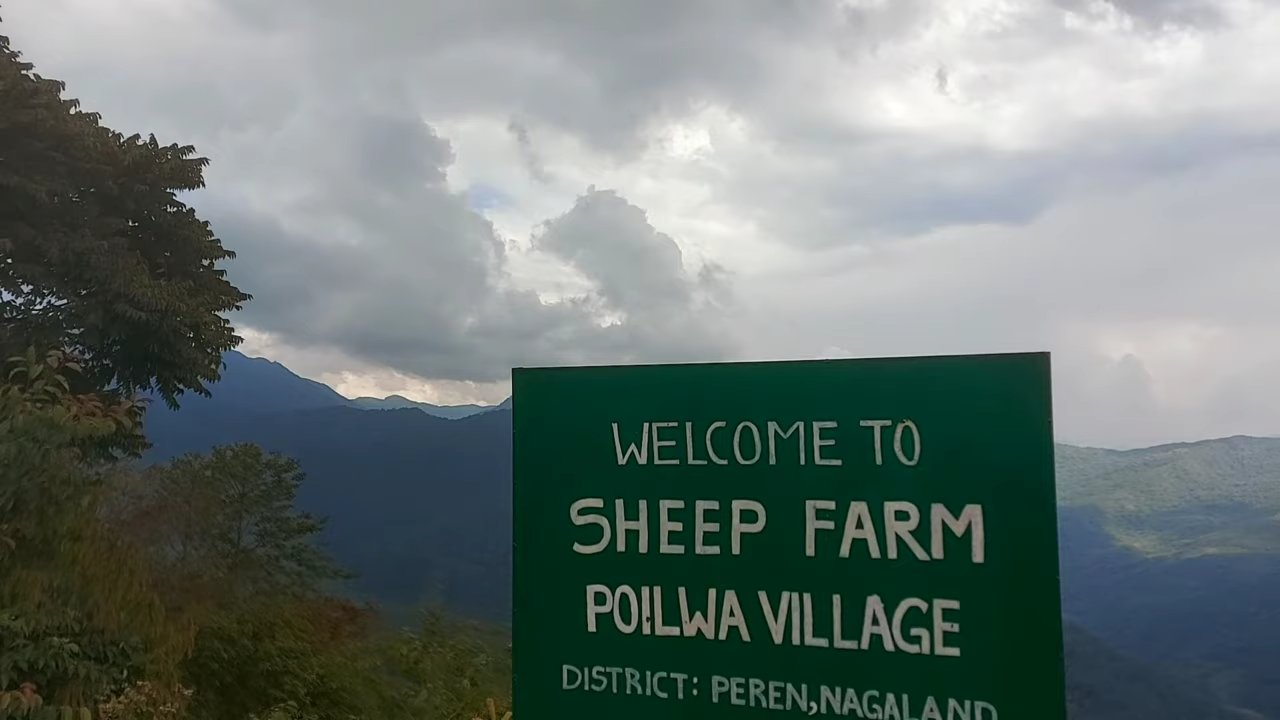 WELCOME TO
SHEEP FARM
POILWA VILLAGE
DISTRICT: PEREN,NAGALAND